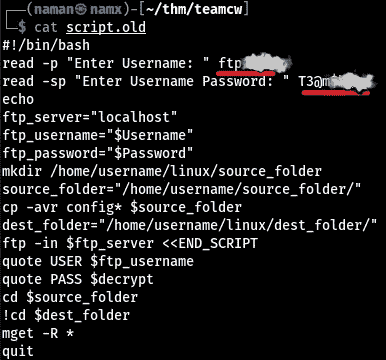 ┌──(naman㉿namx)-[~/thm/teamcw]
└─$ cat script.old
#!/bin/bash
read -p "Enter Username: " ftp
read -sp "Enter Username Password: " T3@m
echo
ftp_server="localhost"
ftp_username="$Username"
ftp_password="$Password"
mkdir /home/username/linux/source_folder
source_folder="/home/username/source_folder/"
cp -avr config* $source_folder
dest_folder="/home/username/linux/dest_folder/"
ftp -in $ftp_server <<END_SCRIPT
quote USER $ftp_username
quote PASS $decrypt
cd $source_folder
!cd $dest_folder
mget -R *
quit